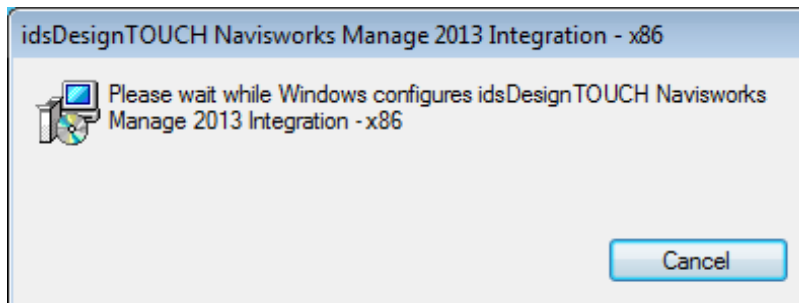 idsDesignTOUCH Navisworks Manage 2013 Integration - x86
Please wait while Windows configures idsDesignTOUCH Navisworks
Manage 2013 Integration - x86
Cancel